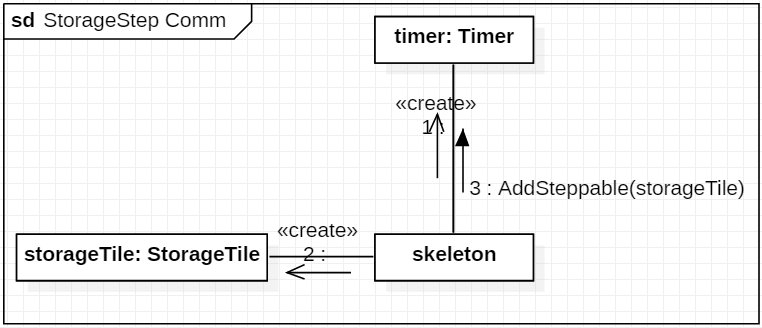 sd StorageStep Comm
timer: Timer
«create»
1 :
3 : AddSteppable(storageTile)
«create»
2 :
storageTile: StorageTile
skeleton